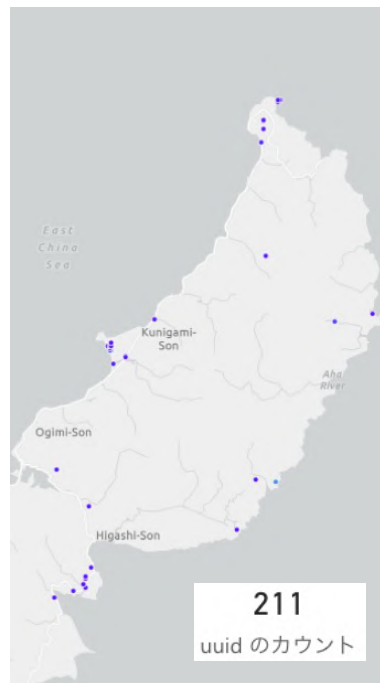 East
China
Sea
Kunigami-
Son
Aha
River
Ogimi-Son
Higashi-Son
211
uuid のカウント